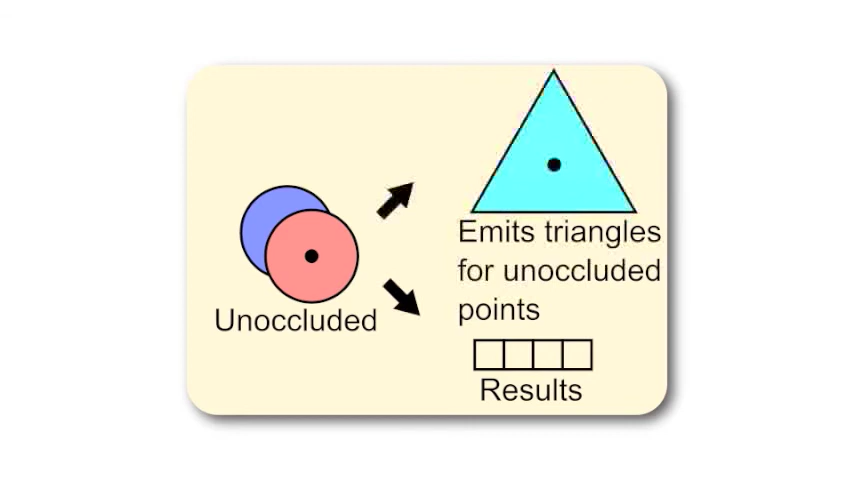 Unoccluded
Emits triangles
for unoccluded
points
Results